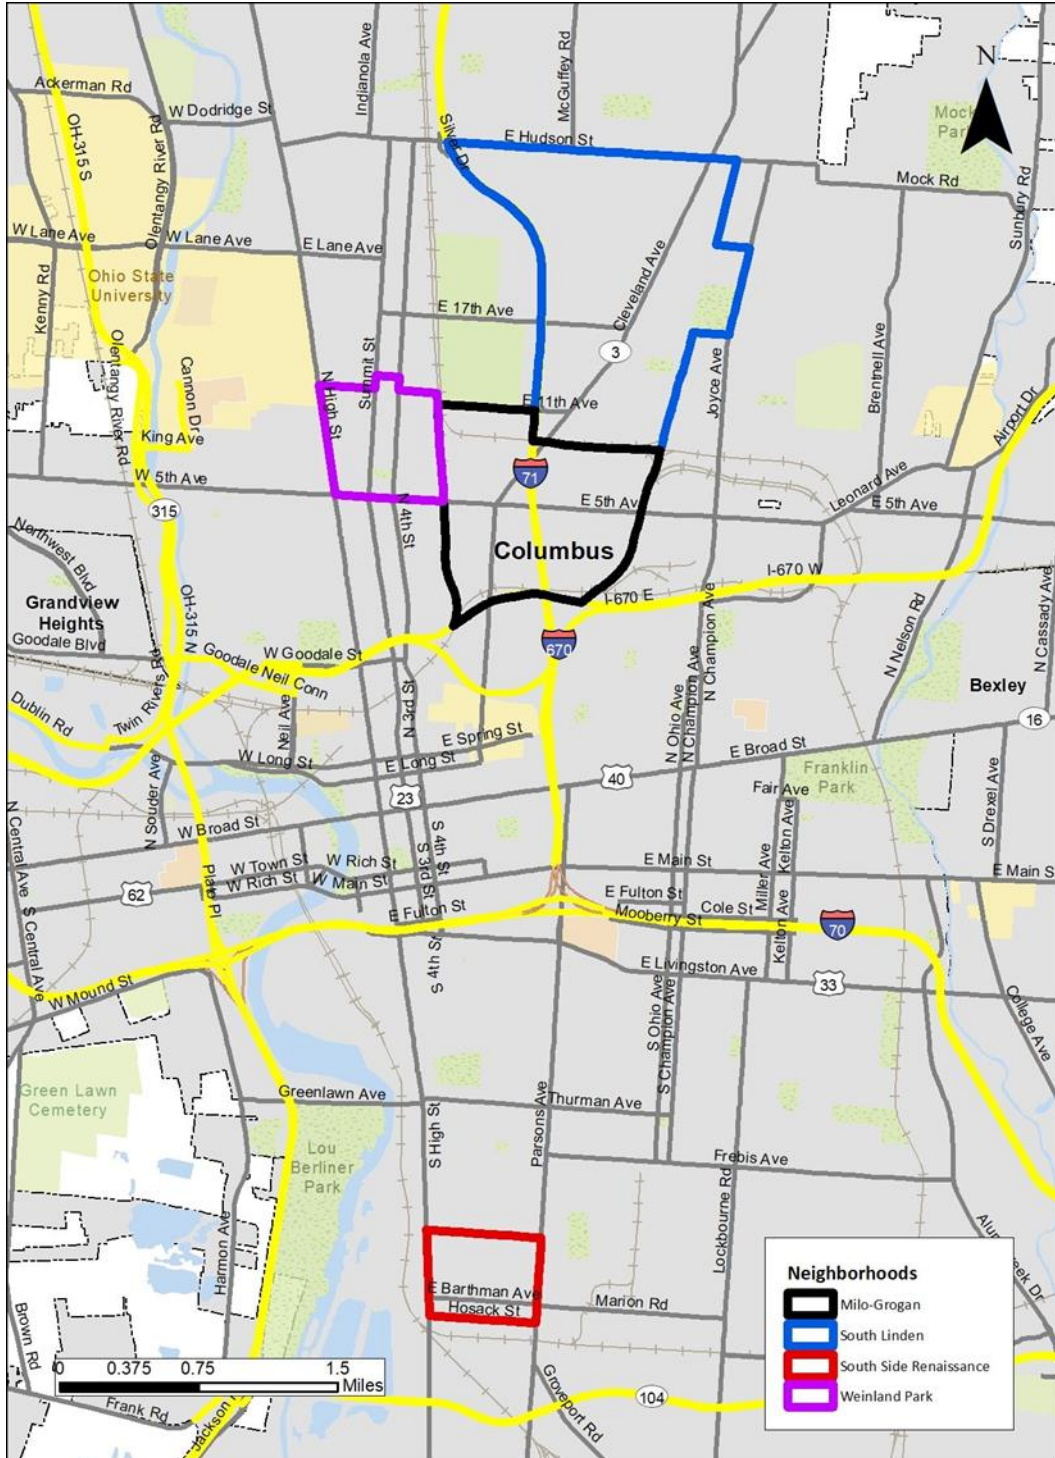 Indianola Ave
McGuffey Rd
N
Ackerman Rd
W Dodridge St
OH-315 S
Olentangy River Rd
Silver Dr
E Hudson St
Mock
Park
Mock Rd
Sunbury Rd
W Lane Ave
W Lane Ave
E Lane Ave
Kenny Rd
Ohio State
University
Cleveland Ave
E 17th Ave
3
Summit St
Joyce Ave
Brentnell Ave
Olentangy River Rd
Cannon Dr
N High St
E 11th Ave
Airport Dr
King Ave
W 5th Ave
71
Leonard Ave
E 5th Av
E 5th Ave
315
N 4th St
Columbus
Northwest Blvd
I-670 W
I-670 E
Grandview
Heights
OH-315 N
Goodale Blvd
W Goodale St
670
Goodale Neil Conn
N Champion Ave
N Nelson Rd
N Cassady Ave
Dublin Rd
Twin Rivers Rd
Neil Ave
N 3rd St
N Ohio Ave
N Champion Ave
Bexley
16
E Spring St
W Long St
E Long St
E Broad St
N Souder Ave
40
23
Franklin
Park
Fair Ave
S Drexel Ave
N Central Ave
W Broad St
S 4th St
Kelton Ave
W Town St
W Rich St
S 3rd St
E Main St
E Main S
62
W Rich St
W Main St
Plato Pl
E Fulton St
Miller Ave
E Fulton St
Cole St
Mooberry St
70
S Central Ave
Kelton Ave
S 4th St
E Livingston Ave
33
W Mound St
S Ohio Ave
S Champion Ave
College Ave
Green Lawn
Cemetery
Greenlawn Ave
Thurman Ave
S High St
Parsons Ave
Lou
Berliner
Park
Frebis Ave
Lockbourne Rd
Harmon Ave
E Barthman Ave
Hosack St
Marion Rd
Brown Rd
Groveport Rd
104
Frank Rd
Jackson
0 0.375 0.75 1.5
Miles
Neighborhoods
Milo-Grogan
South Linden
South Side Renaissance
Weinland Park